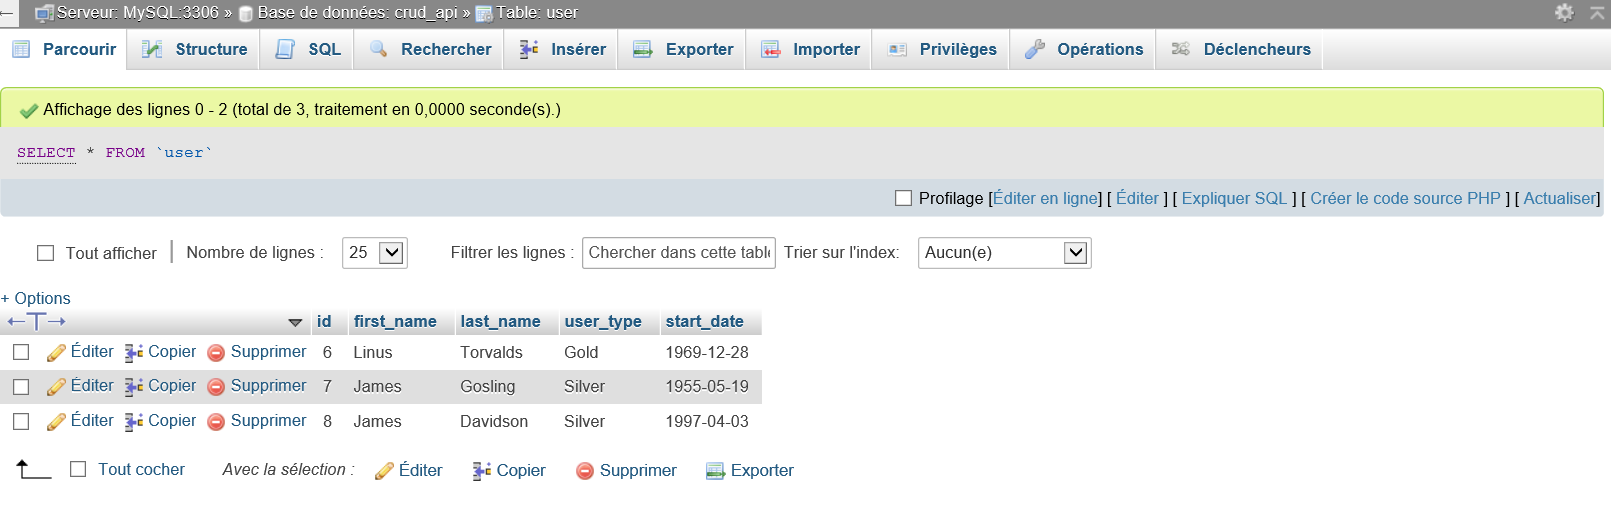 Serveur: MySQL:3306 » Base de données: crud_api » Table: user
Parcourir Structure SQL Rechercher Insérer Exporter Importer Privilèges Opérations Déclencheurs
Affichage des lignes 0 - 2 (total de 3, traitement en 0,0000 seconde(s).)
SELECT * FROM `user`
Profilage [Éditer en ligne] [ Éditer ] [ Expliquer SQL ] [ Créer le code source PHP ] [ Actualiser]
Tout afficher | Nombre de lignes : 25 Filtrer les lignes : Chercher dans cette table Trier sur l'index: Aucun(e)
+ Options
id first_name last_name user_type start_date
Éditer Copier Supprimer 6 Linus Torvalds Gold 1969-12-28
Éditer Copier Supprimer 7 James Gosling Silver 1955-05-19
Éditer Copier Supprimer 8 James Davidson Silver 1997-04-03
Tout cocher Avec la sélection : Éditer Copier Supprimer Exporter